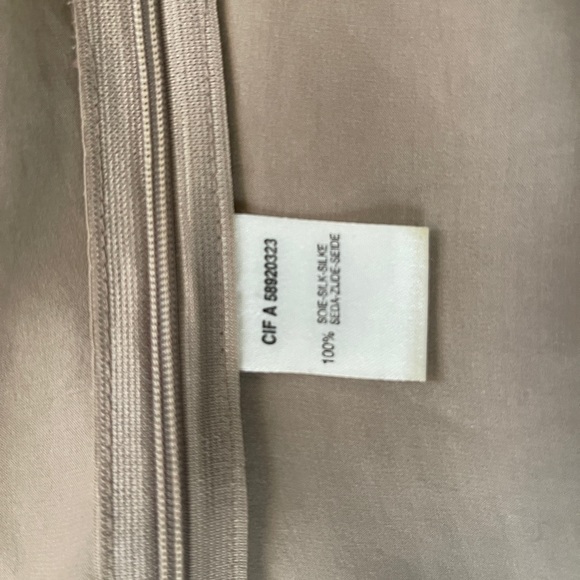 CIF A 58920323
100% SOIE-SILK-SILKE
SEDA-ZIJDE-SEIDE